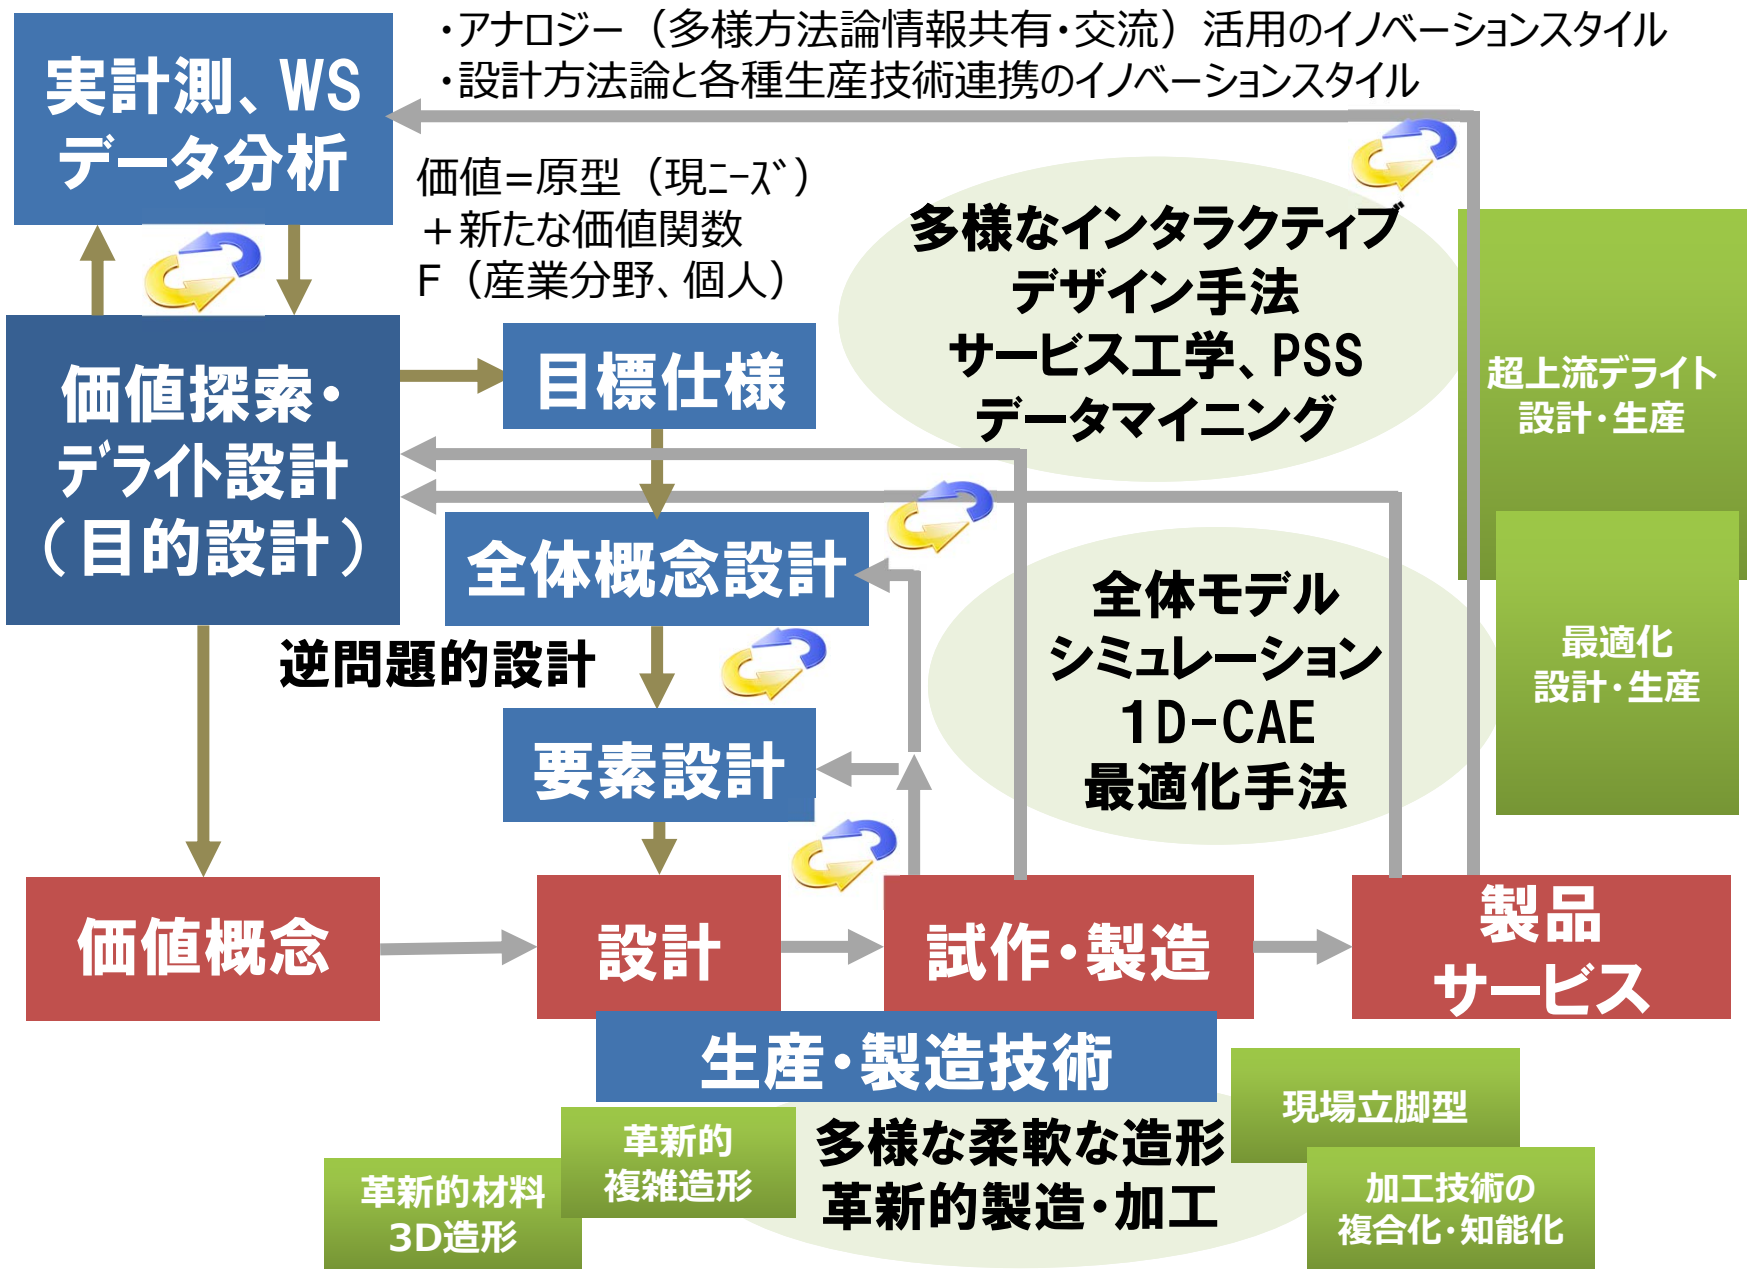 ・アナロジー（多様方法論情報共有・交流）活用のイノベーションスタイル
・設計方法論と各種生産技術連携のイノベーションスタイル
実計測、WS
データ分析
価値=原型（現ﾆｰｽﾞ）
＋新たな価値関数
F（産業分野、個人）
多様なインタラクティブ
デザイン手法
サービス工学、PSS
データマイニング
超上流デライト
設計・生産
価値探索・
デライト設計
（目的設計）
目標仕様
全体概念設計
逆問題的設計
要素設計
全体モデル
シミュレーション
１D-CAE
最適化手法
最適化
設計・生産
価値概念
設計
試作・製造
製品
サービス
生産・製造技術
多様な柔軟な造形
革新的製造・加工
革新的
複雑造形
革新的材料
3D造形
現場立脚型
加工技術の
複合化・知能化